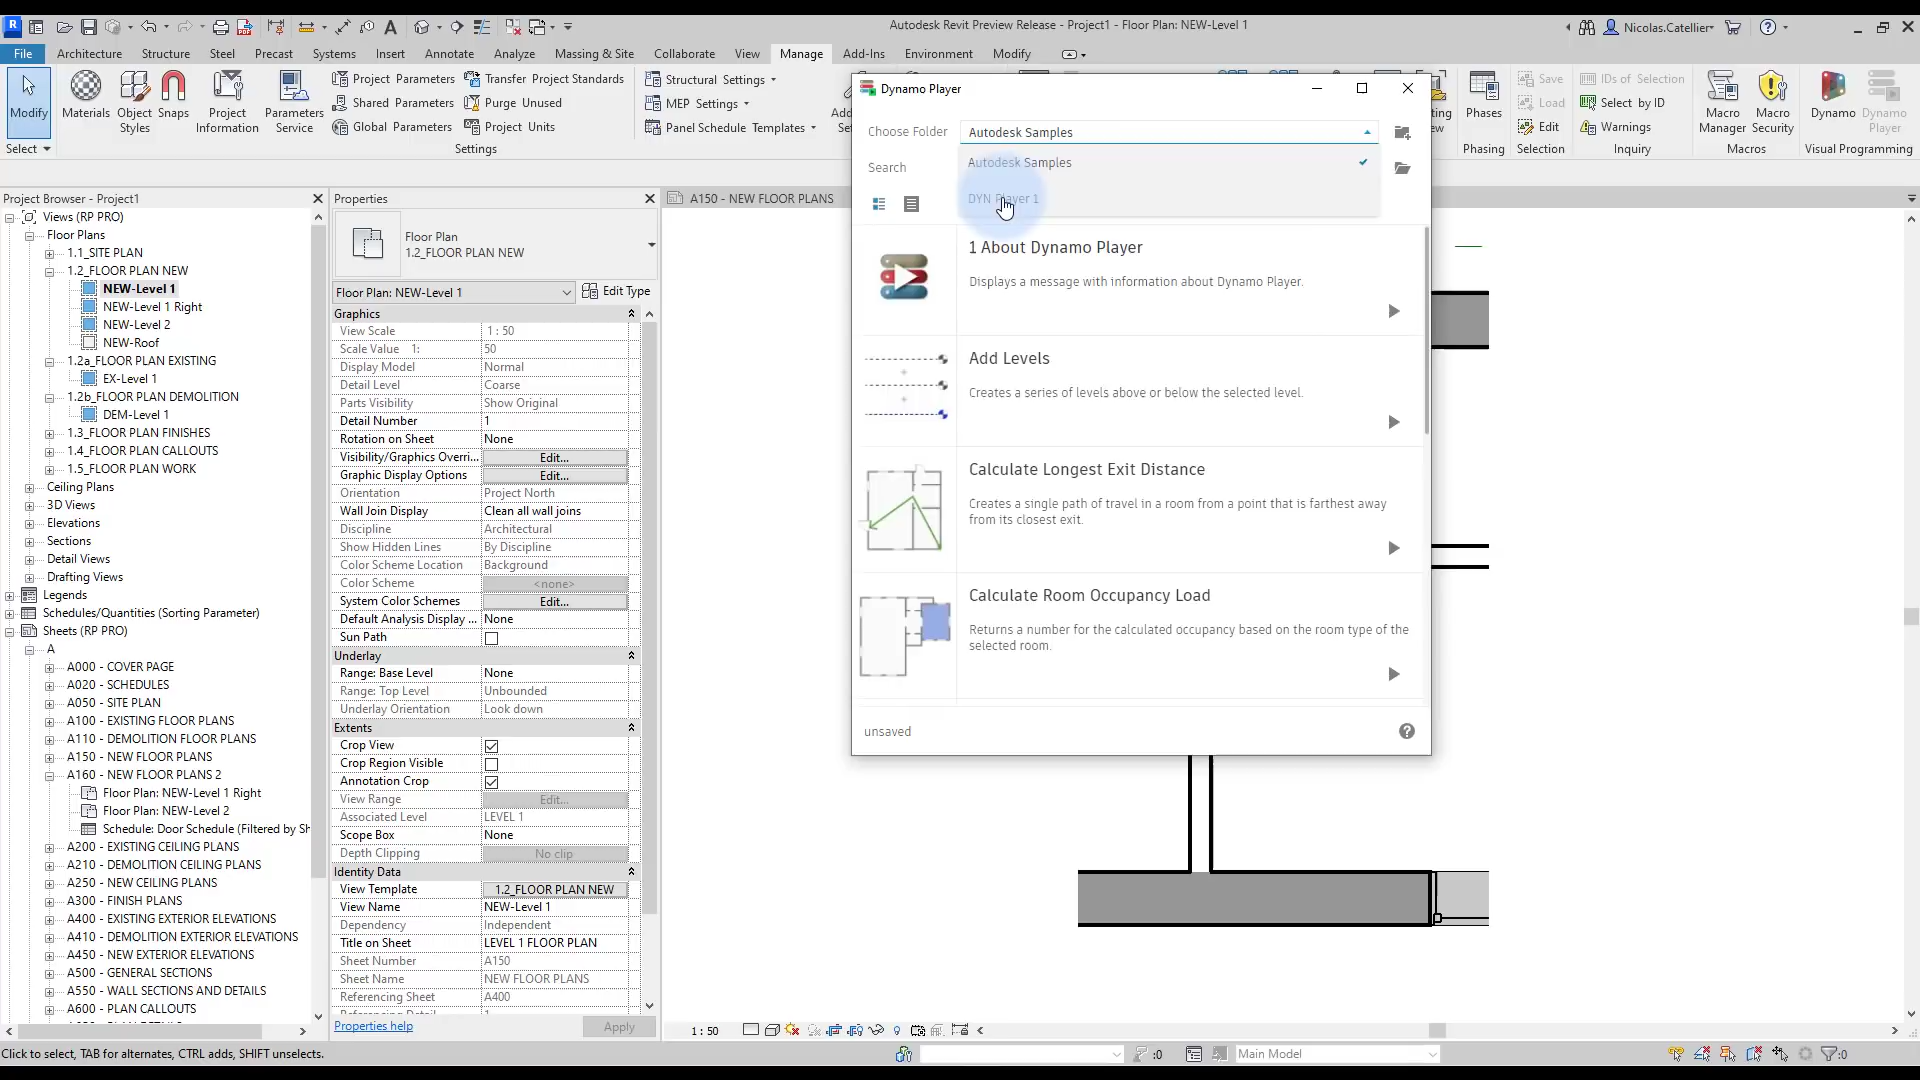 R
Autodesk Revit Preview Release - Project1 - Floor Plan: NEW-Level 1
Nicolas.Catellier
File
Architecture
Structure
Steel
Precast
Systems
Insert
Annotate
Analyze
Massing & Site
Collaborate
View
Manage
Add-Ins
Environment
Modify
Modify
Materials
Object Styles
Snaps
Project Information
Parameters Service
Project Parameters
Shared Parameters
Global Parameters
Transfer Project Standards
Purge Unused
Project Units
Structural Settings
MEP Settings
Panel Schedule Templates
Phases
Save
Load
Edit
IDs of Selection
Select by ID
Warnings
Macro Manager
Macro Security
Dynamo
Dynamo Player
Select
Settings
Phasing
Selection
Inquiry
Macros
Visual Programming
Project Browser - Project1
Views (RP PRO)
Floor Plans
1.1_SITE PLAN
1.2_FLOOR PLAN NEW
NEW-Level 1
NEW-Level 1 Right
NEW-Level 2
NEW-Roof
1.2a_FLOOR PLAN EXISTING
EX-Level 1
1.2b_FLOOR PLAN DEMOLITION
DEM-Level 1
1.3_FLOOR PLAN FINISHES
1.4_FLOOR PLAN CALLOUTS
1.5_FLOOR PLAN WORK
Ceiling Plans
3D Views
Elevations
Sections
Detail Views
Drafting Views
Legends
Schedules/Quantities (Sorting Parameter)
Sheets (RP PRO)
A
A000 - COVER PAGE
A020 - SCHEDULES
A050 - SITE PLAN
A100 - EXISTING FLOOR PLANS
A110 - DEMOLITION FLOOR PLANS
A150 - NEW FLOOR PLANS
A160 - NEW FLOOR PLANS 2
Floor Plan: NEW-Level 1 Right
Floor Plan: NEW-Level 2
Schedule: Door Schedule (Filtered by Sh
A200 - EXISTING CEILING PLANS
A210 - DEMOLITION CEILING PLANS
A250 - NEW CEILING PLANS
A300 - FINISH PLANS
A400 - EXISTING EXTERIOR ELEVATIONS
A410 - DEMOLITION EXTERIOR ELEVATIONS
A450 - NEW EXTERIOR ELEVATIONS
A500 - GENERAL SECTIONS
A550 - WALL SECTIONS AND DETAILS
A600 - PLAN CALLOUTS
Properties
Floor Plan
1.2_FLOOR PLAN NEW
Floor Plan: NEW-Level 1
Edit Type
Graphics
View Scale 1 : 50
Scale Value 1: 50
Display Model Normal
Detail Level Coarse
Parts Visibility Show Original
Detail Number 1
Rotation on Sheet None
Visibility/Graphics Overri... Edit...
Graphic Display Options Edit...
Orientation Project North
Wall Join Display Clean all wall joins
Discipline Architectural
Show Hidden Lines By Discipline
Color Scheme Location Background
Color Scheme <none>
System Color Schemes Edit...
Default Analysis Display ... None
Sun Path
Underlay
Range: Base Level None
Range: Top Level Unbounded
Underlay Orientation Look down
Extents
Crop View
Crop Region Visible
Annotation Crop
View Range Edit...
Associated Level LEVEL 1
Scope Box None
Depth Clipping No clip
Identity Data
View Template 1.2_FLOOR PLAN NEW
View Name NEW-Level 1
Dependency Independent
Title on Sheet LEVEL 1 FLOOR PLAN
Sheet Number A150
Sheet Name NEW FLOOR PLANS
Referencing Sheet A400
Properties help
Apply
A150 - NEW FLOOR PLANS
Dynamo Player
Choose Folder
Autodesk Samples
Search
Autodesk Samples
DYN Player 1
1 About Dynamo Player
Displays a message with information about Dynamo Player.
Add Levels
Creates a series of levels above or below the selected level.
Calculate Longest Exit Distance
Creates a single path of travel in a room from a point that is farthest away
from its closest exit.
Calculate Room Occupancy Load
Returns a number for the calculated occupancy based on the room type of the
selected room.
unsaved
1 : 50
Click to select, TAB for alternates, CTRL adds, SHIFT unselects.
:0
Main Model
:0